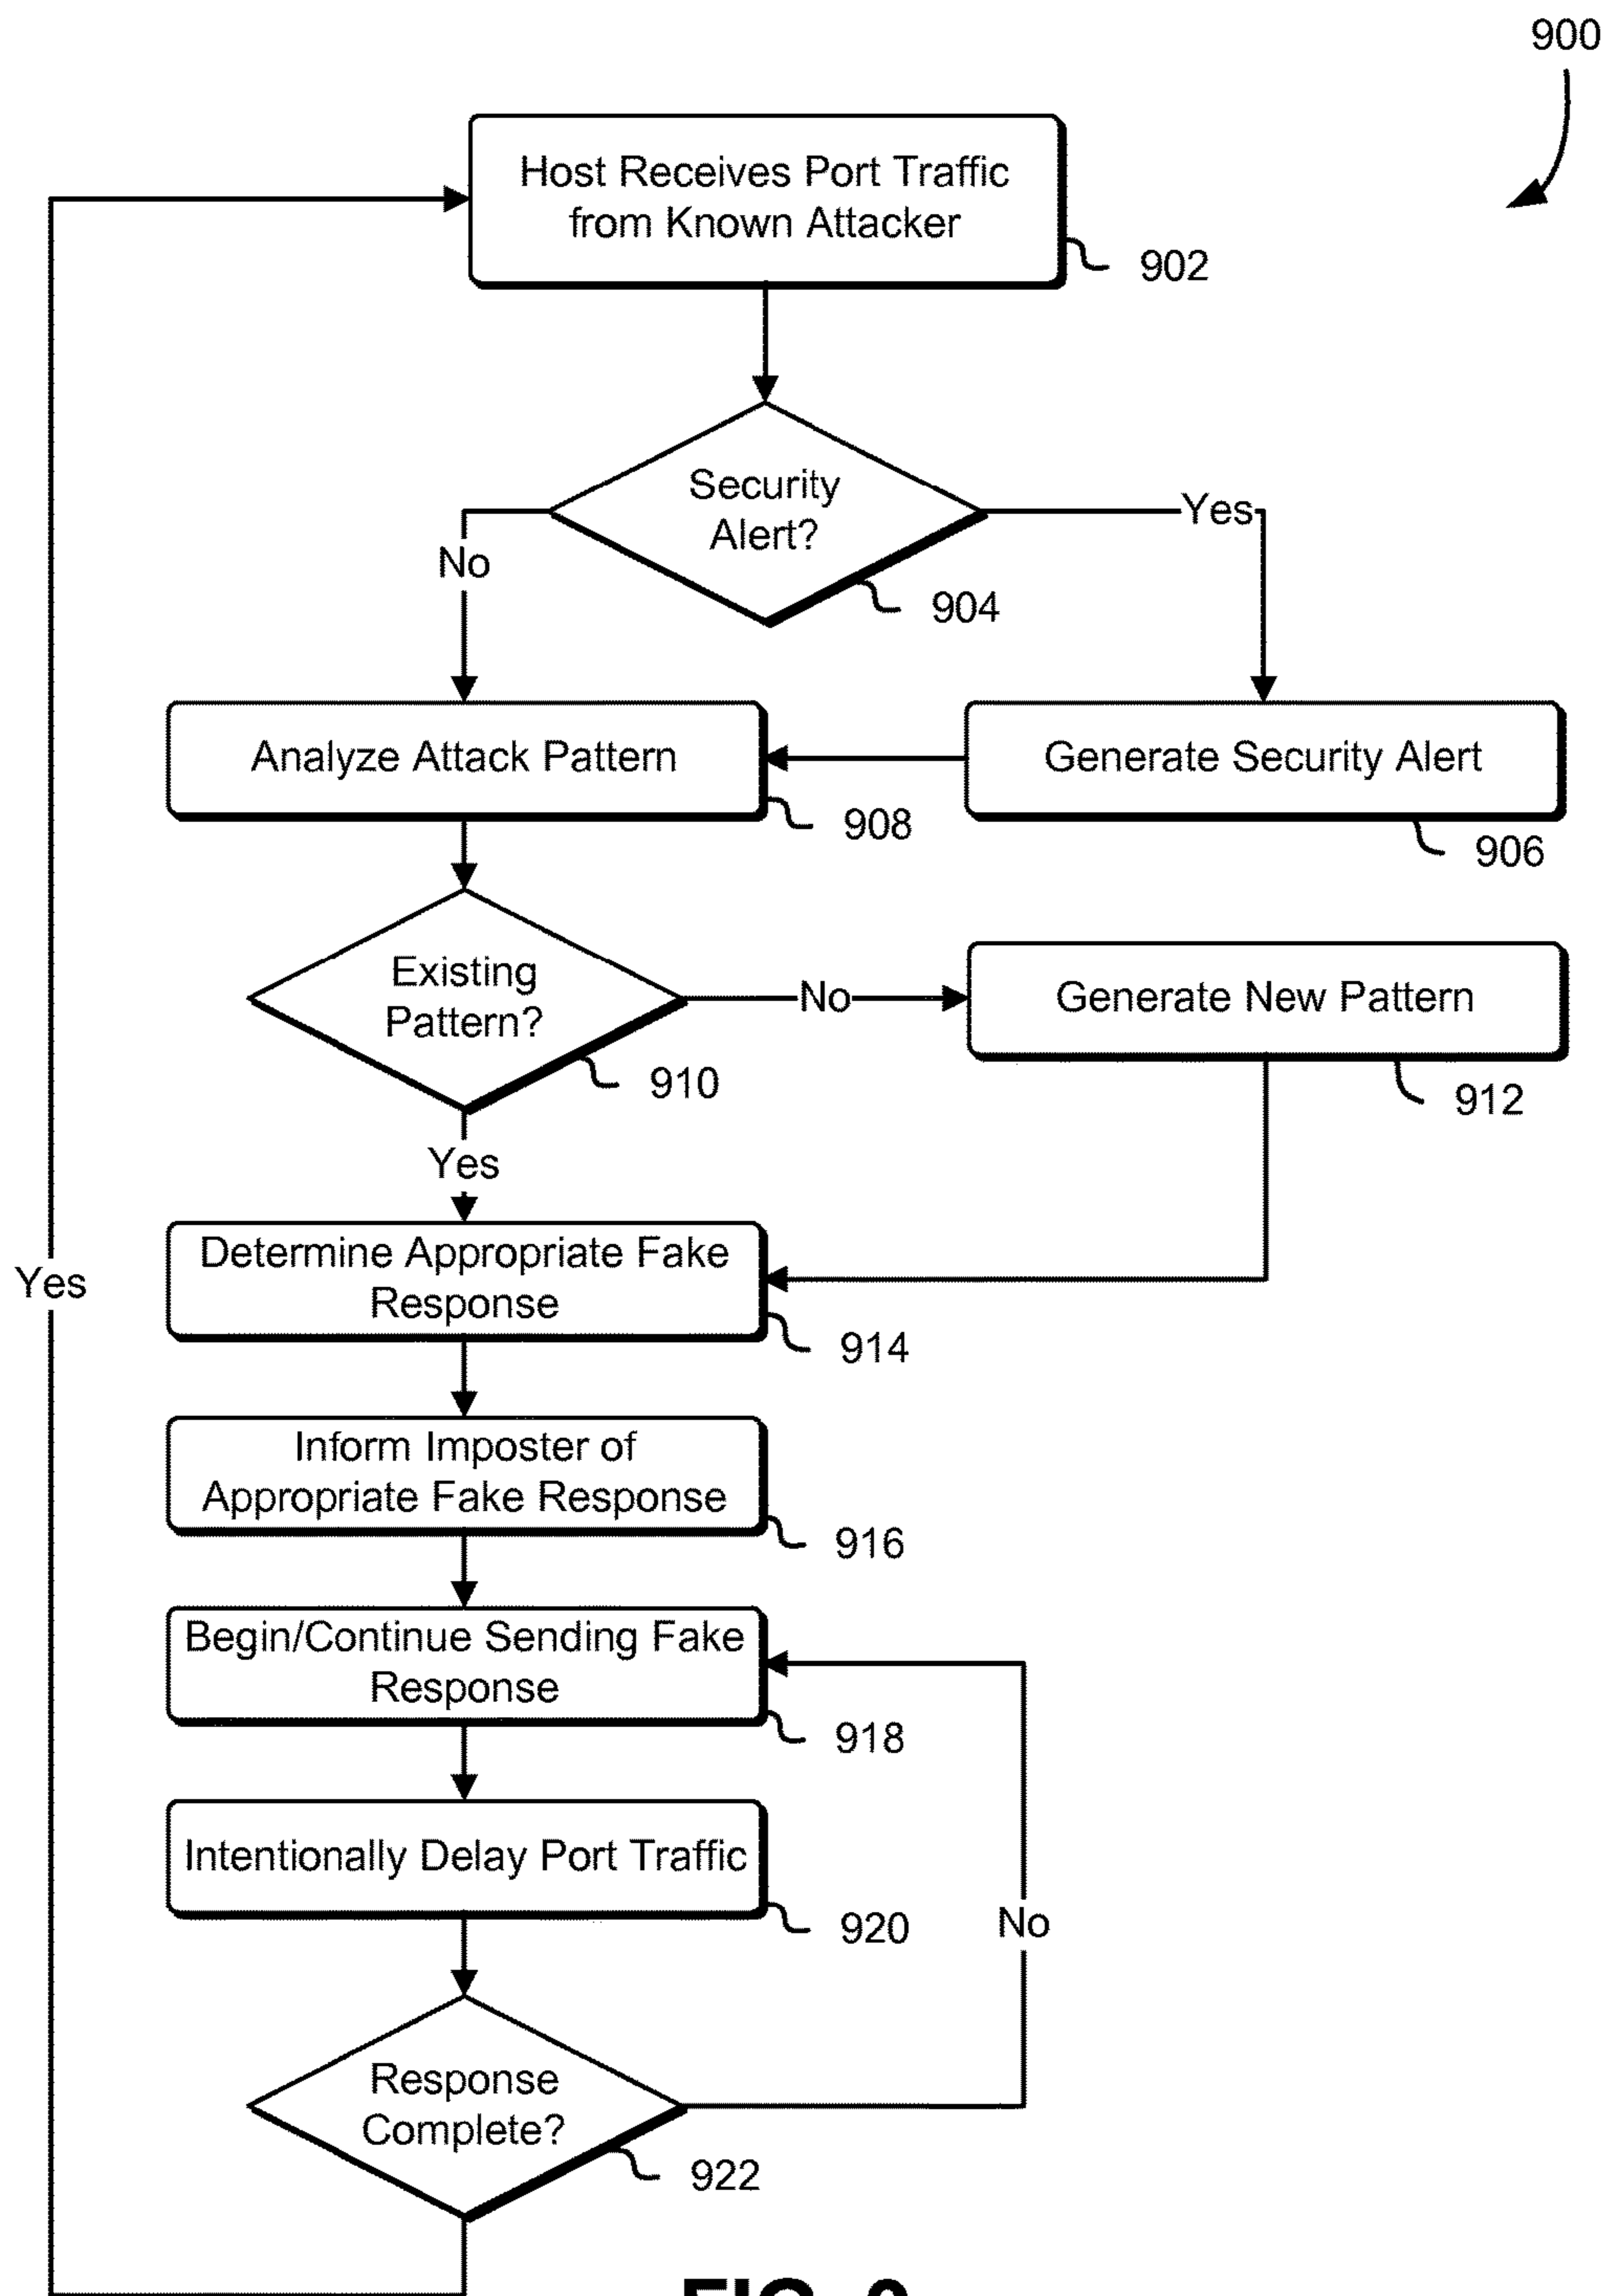 900
Host Receives Port Traffic
from Known Attacker
902
Security
Alert?
Yes
No
904
Analyze Attack Pattern
Generate Security Alert
908
906
Existing
Pattern?
No
Generate New Pattern
910
912
Yes
Determine Appropriate Fake
Response
Yes
914
Inform Imposter of
Appropriate Fake Response
916
Begin/Continue Sending Fake
Response
918
Intentionally Delay Port Traffic
920
No
Response
Complete?
922